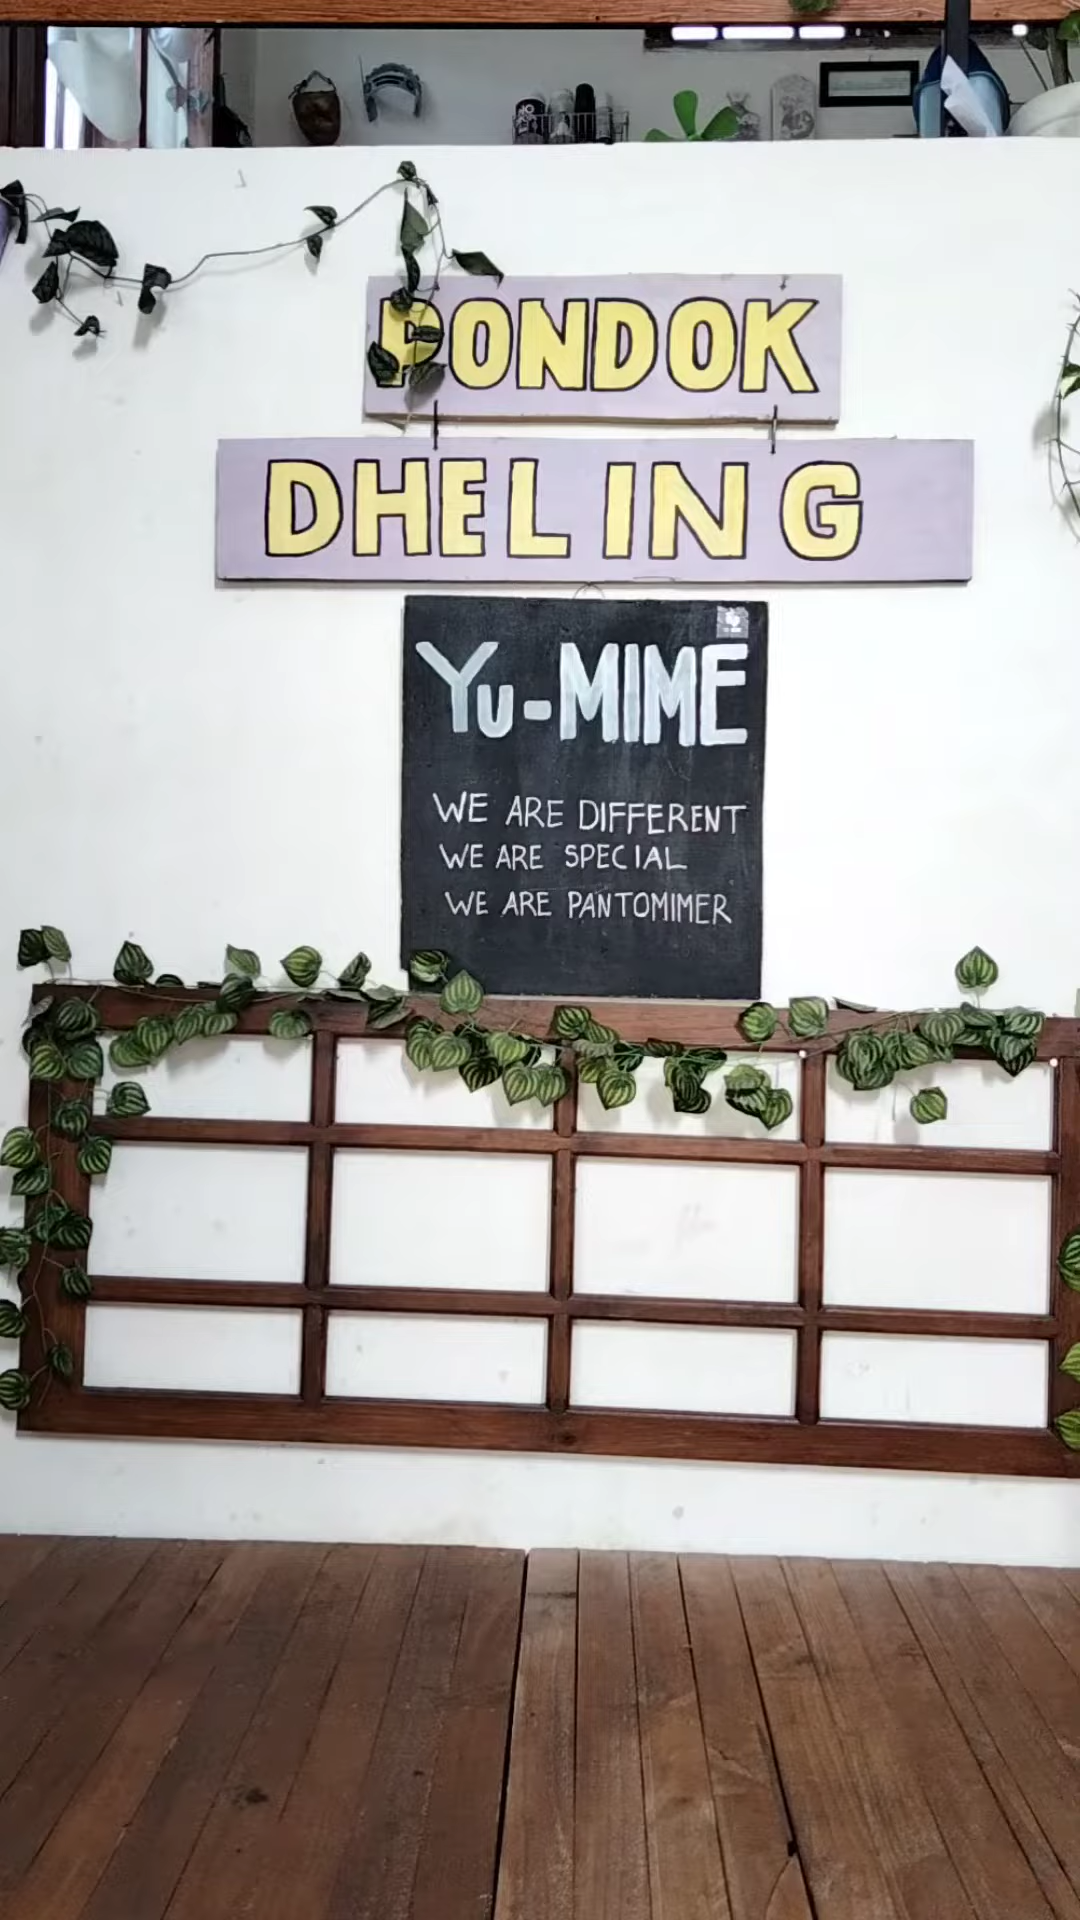 PONDOK
DHELING
Yu-MIME
WE ARE DIFFERENT
WE ARE SPECIAL
WE ARE PANTOMIMER